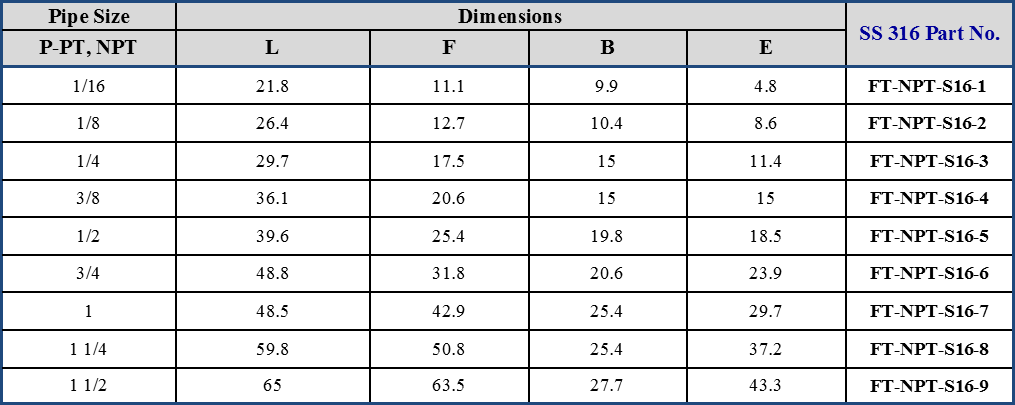 Pipe Size Dimensions SS 316 Part No.
P-PT, NPT L F B E
1/16 21.8 11.1 9.9 4.8 FT-NPT-S16-1
1/8 26.4 12.7 10.4 8.6 FT-NPT-S16-2
1/4 29.7 17.5 15 11.4 FT-NPT-S16-3
3/8 36.1 20.6 15 15 FT-NPT-S16-4
1/2 39.6 25.4 19.8 18.5 FT-NPT-S16-5
3/4 48.8 31.8 20.6 23.9 FT-NPT-S16-6
1 48.5 42.9 25.4 29.7 FT-NPT-S16-7
1 1/4 59.8 50.8 25.4 37.2 FT-NPT-S16-8
1 1/2 65 63.5 27.7 43.3 FT-NPT-S16-9